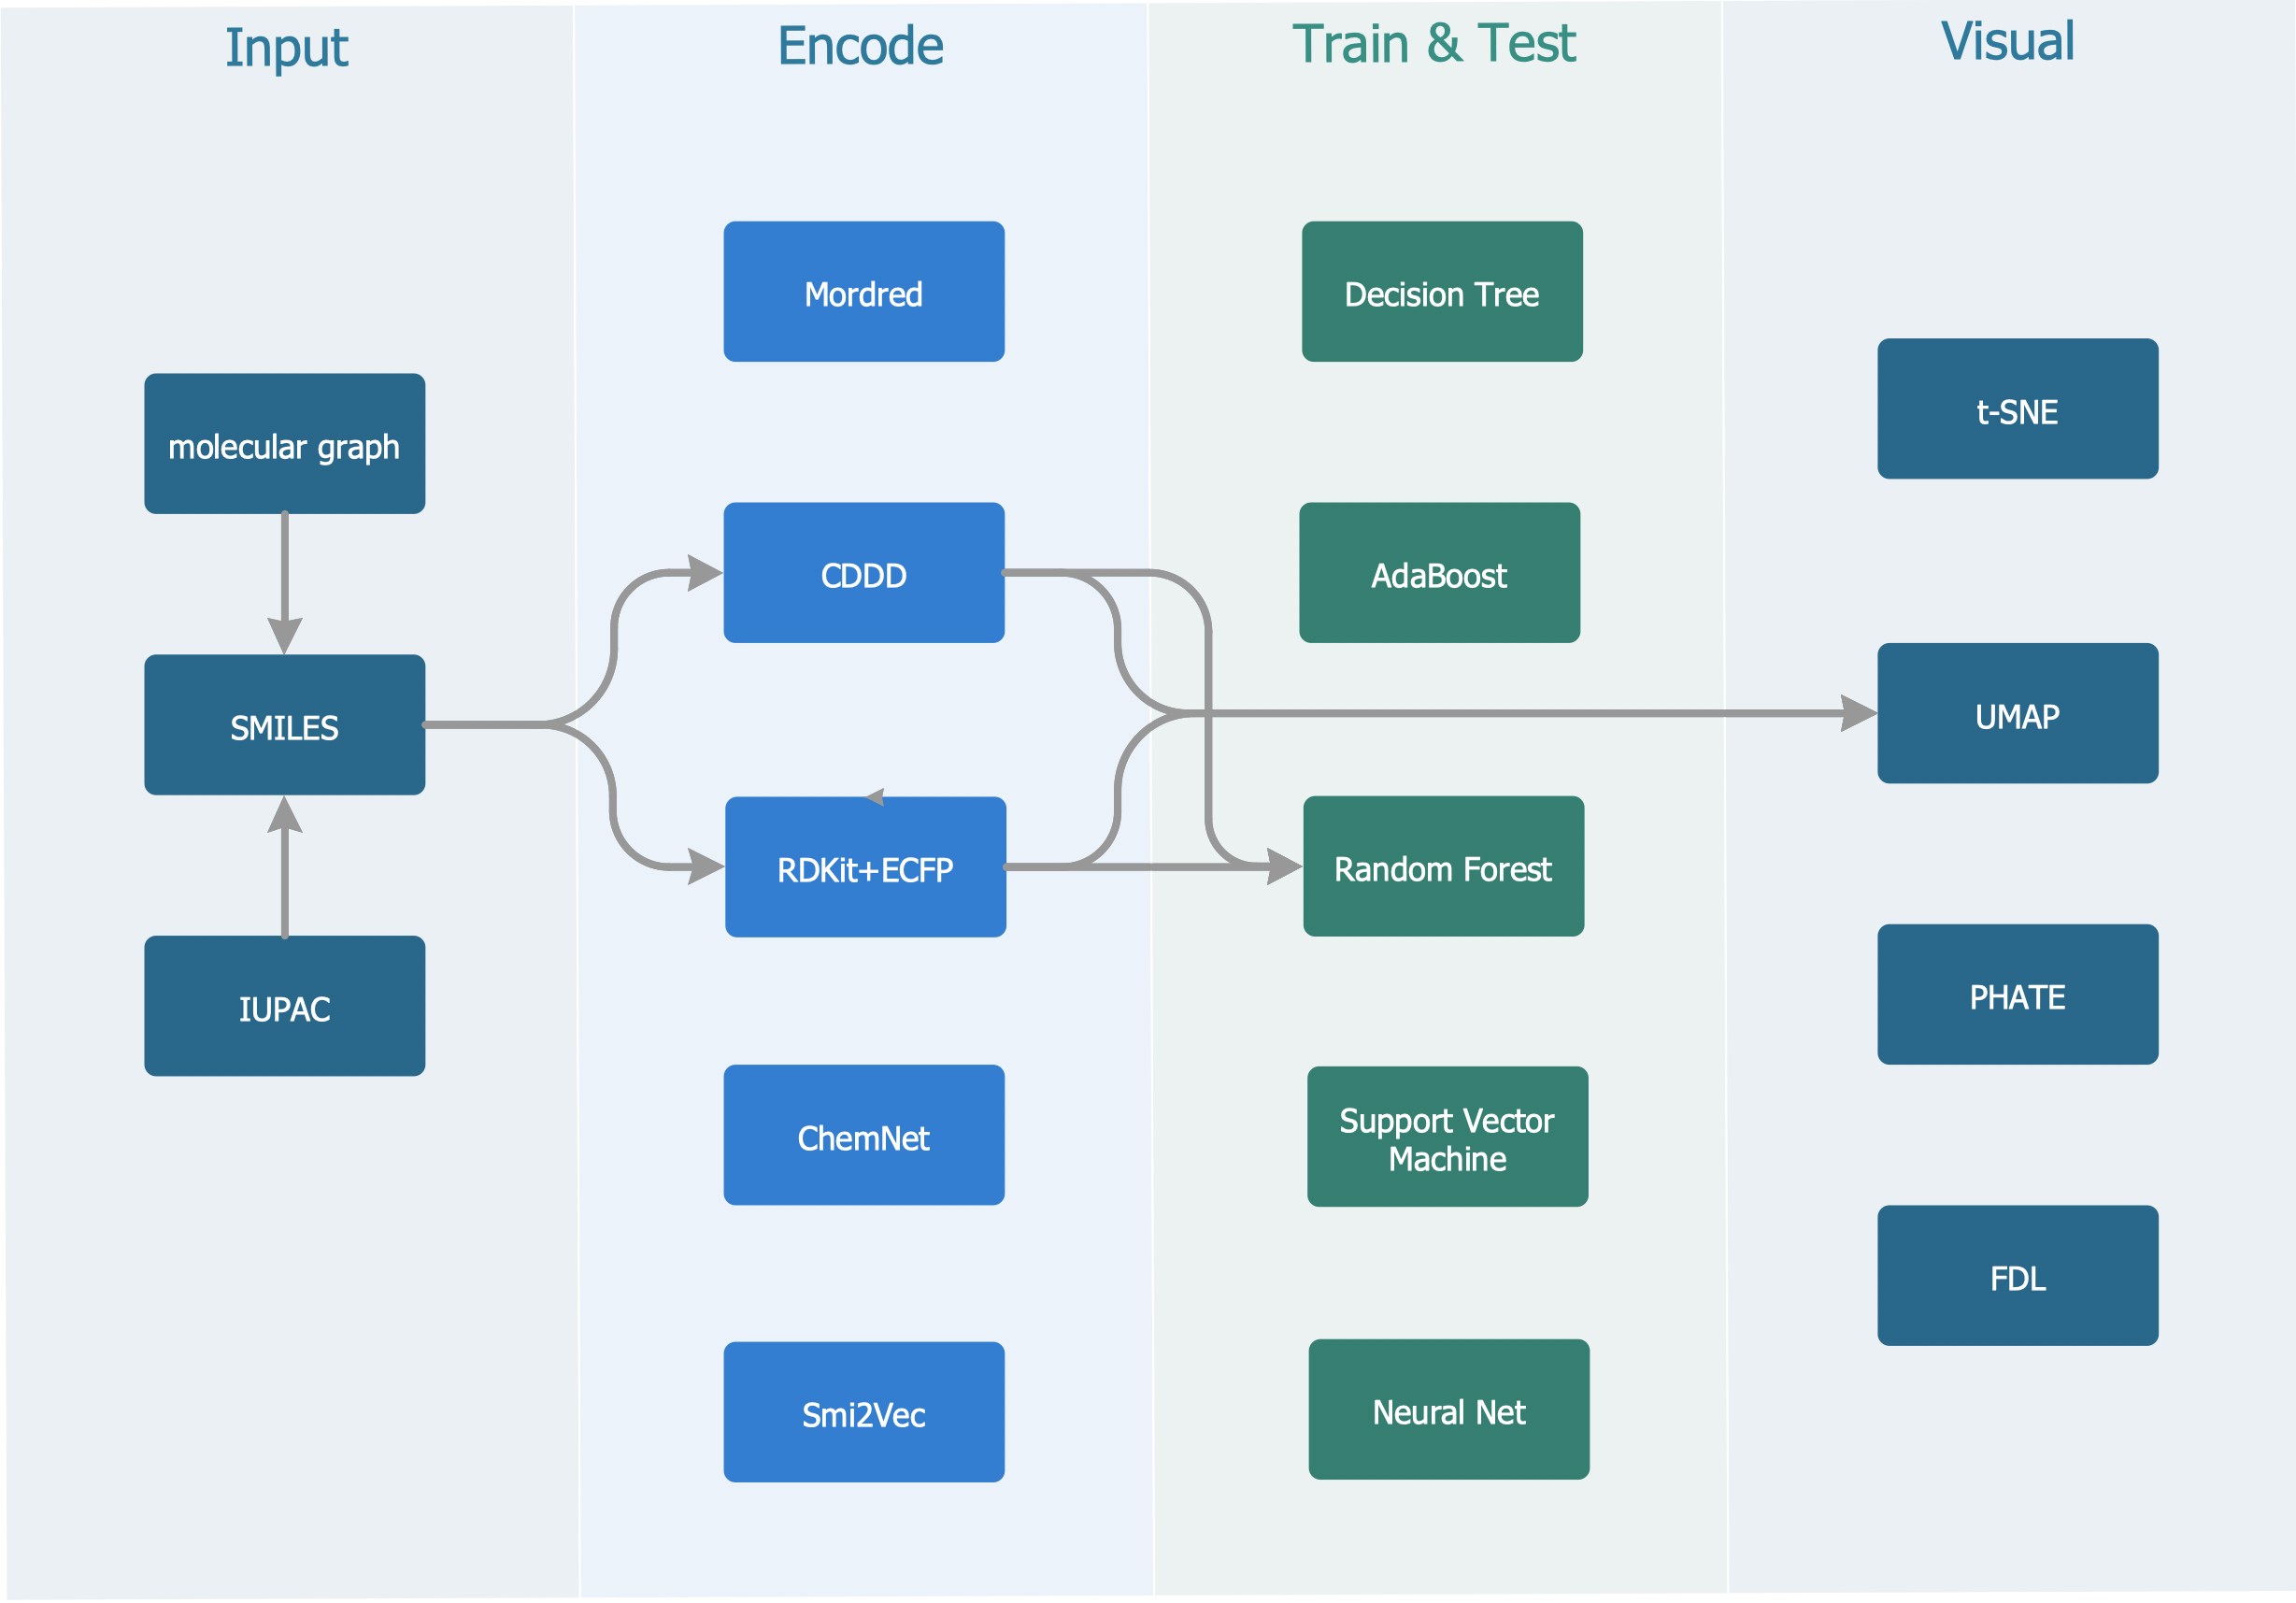 Input
Encode
Train & Test
Visual
molecular graph
SMILES
IUPAC
Mordred
CDDD
RDKit+ECFP
ChemNet
Smi2Vec
Decision Tree
AdaBoost
Random Forest
Support Vector
Machine
Neural Net
t-SNE
UMAP
PHATE
FDL